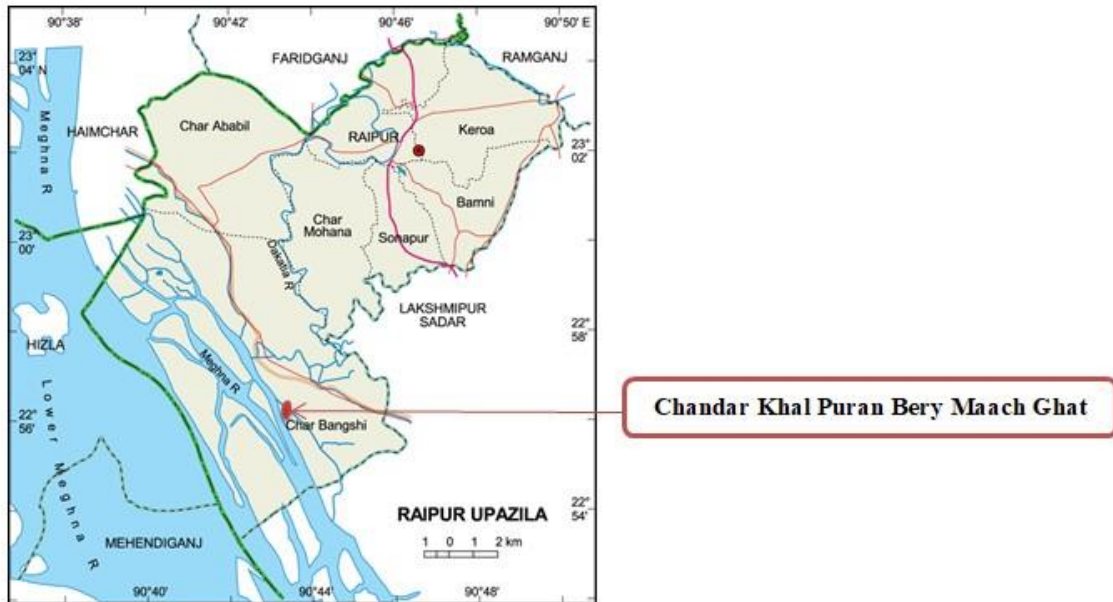 90°38'
90°42'
90°46'
90°50' E
23°
04' N
FARIDGANJ
RAMGANJ
Meghna R
HAIMCHAR
Char Ababil
RAIPUR
Keroa
23°
02'
Bamni
23°
00'
Char
Mohana
Sonapur
Dakatia R
LAKSHMIPUR
SADAR
22°
58'
HIZLA
Meghna R
Chandar Khal Puran Bery Maach Ghat
22°
56'
Char Bangshi
Lower Meghna R
22°
54'
RAIPUR UPAZILA
1 0 1 2 km
MEHENDIGANJ
90°40'
90°44'
90°48'